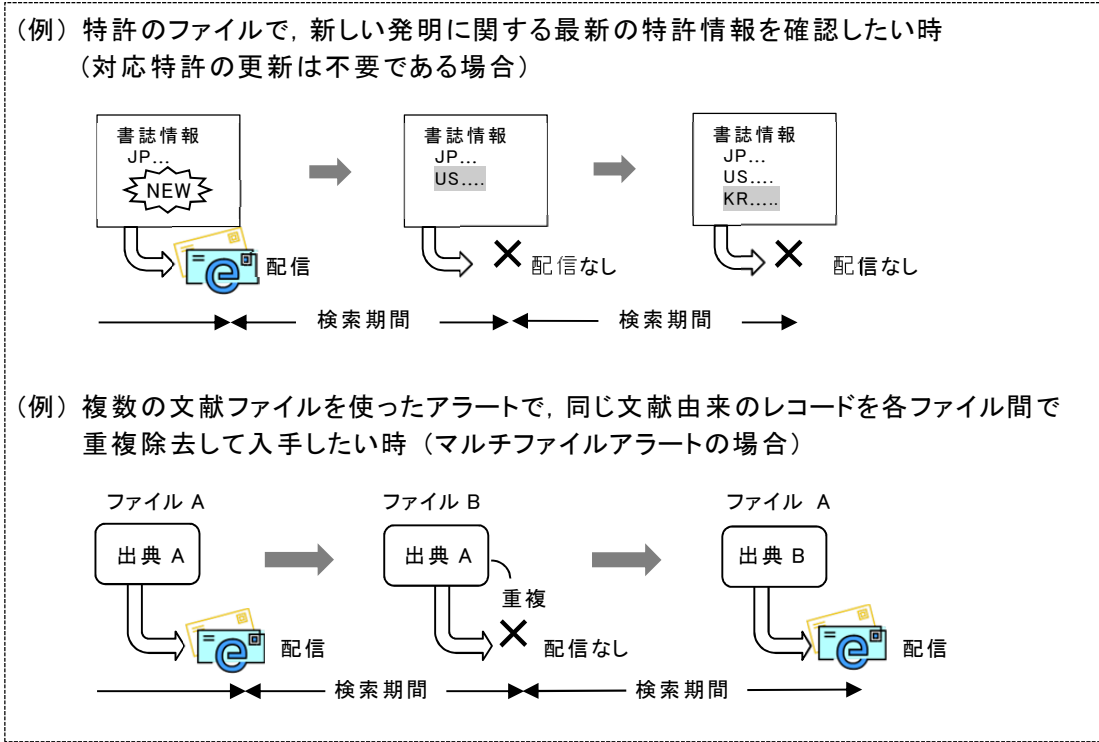 （例） 特許のファイルで, 新しい発明に関する最新の特許情報を確認したい時
（対応特許の更新は不要である場合）
書誌情報
JP...
NEW
配信
書誌情報
JP...
US....
配信なし
書誌情報
JP...
US....
KR.....
配信なし
検索期間
検索期間
（例） 複数の文献ファイルを使ったアラートで, 同じ文献由来のレコードを各ファイル間で
重複除去して入手したい時 （マルチファイルアラートの場合）
ファイル A
出典 A
配信
ファイル B
出典 A
重複
配信なし
ファイル A
出典 B
配信
検索期間
検索期間